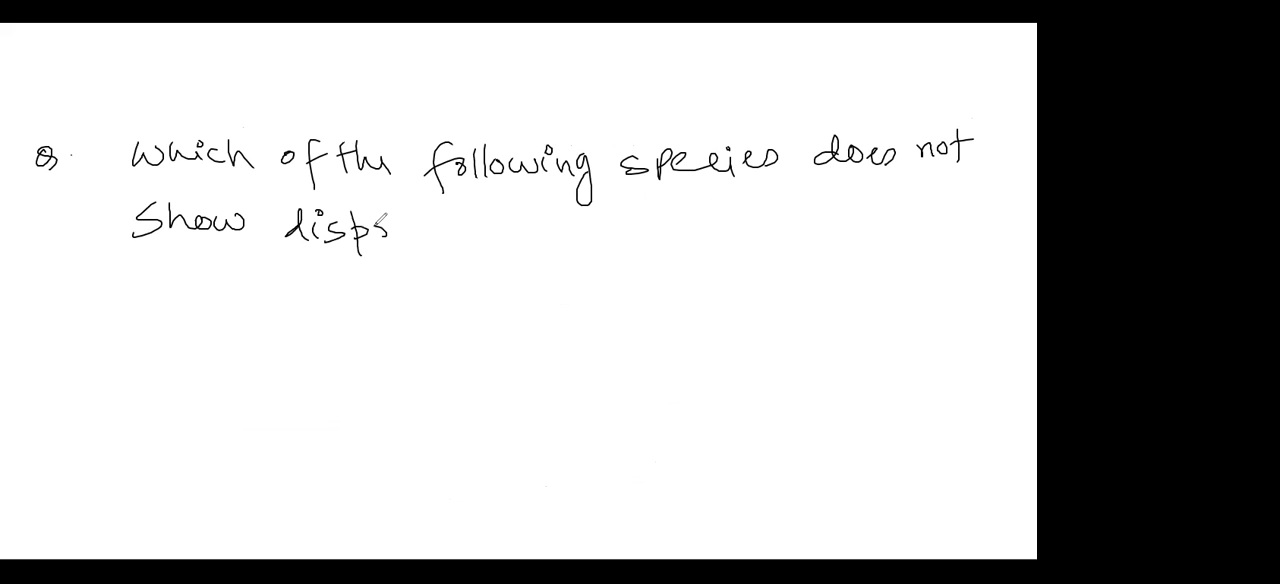 Q. Which of the following species does not
show disps